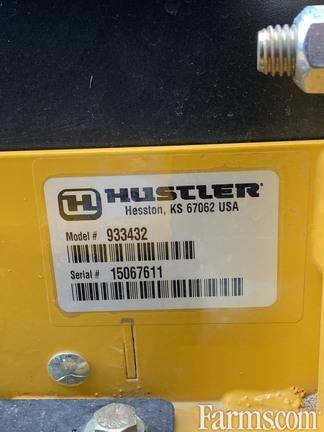 HUSTLER
Hesston, KS 67062 USA
Model # 933432
Serial # 15067611
Farms.com